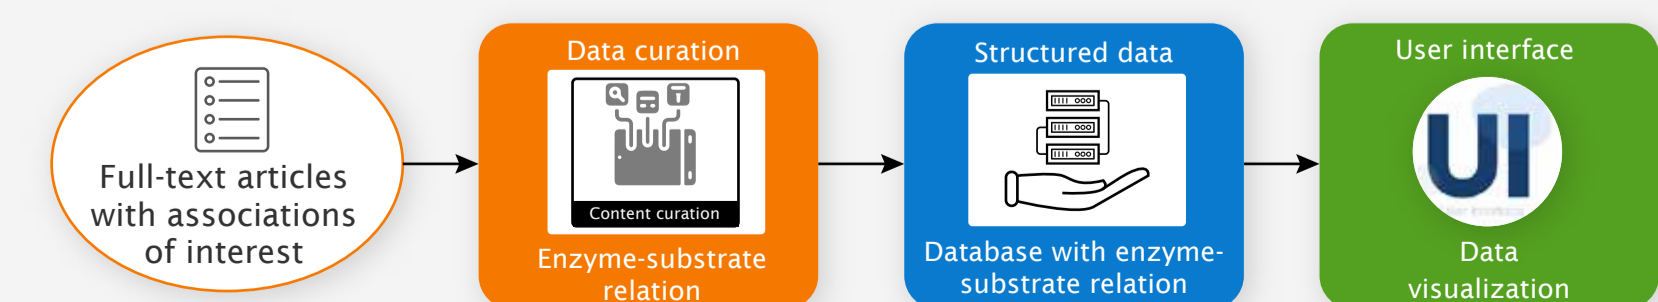 Full-text articles
with associations
of interest
Data curation
Content curation
Enzyme-substrate
relation
Structured data
Database with enzyme-
substrate relation
User interface
UI
Data
visualization